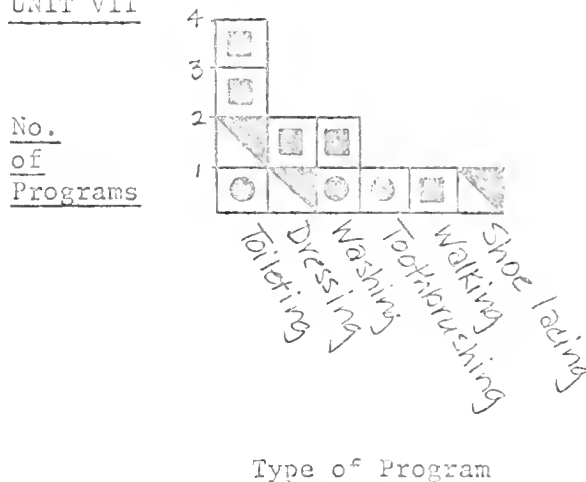 UNIT VII
4
3
2
1
No.
of
Programs
Toileting
Dressing
Washing
Toothbrushing
Walking
Shoe lacing
Type of Program